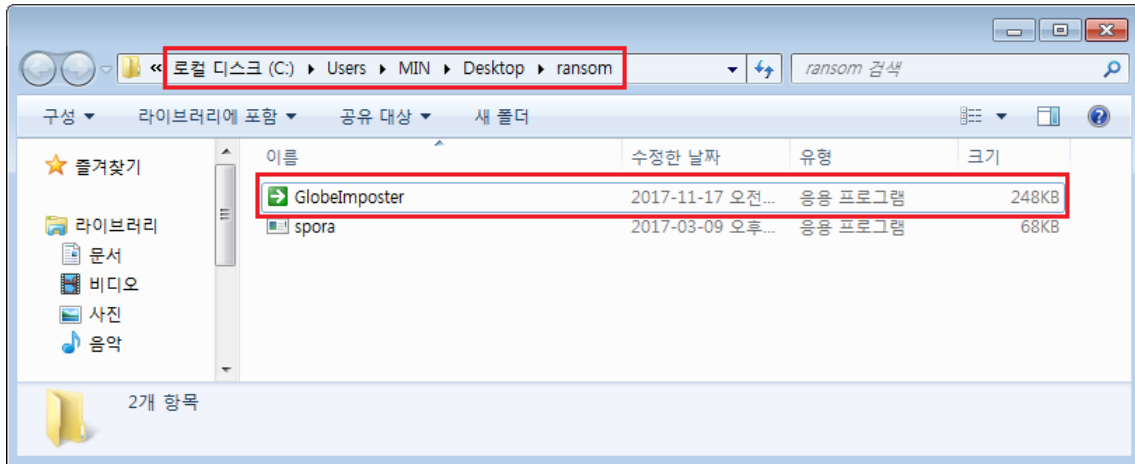 « 로컬 디스크 (C:) ▸ Users ▸ MIN ▸ Desktop ▸ ransom
ransom 검색
구성 ▼ 라이브러리에 포함 ▼ 공유 대상 ▼ 새 폴더
즐겨찾기
라이브러리
문서
비디오
사진
음악
이름 수정한 날짜 유형 크기
GlobeImposter 2017-11-17 오전... 응용 프로그램 248KB
spora 2017-03-09 오후... 응용 프로그램 68KB
2개 항목